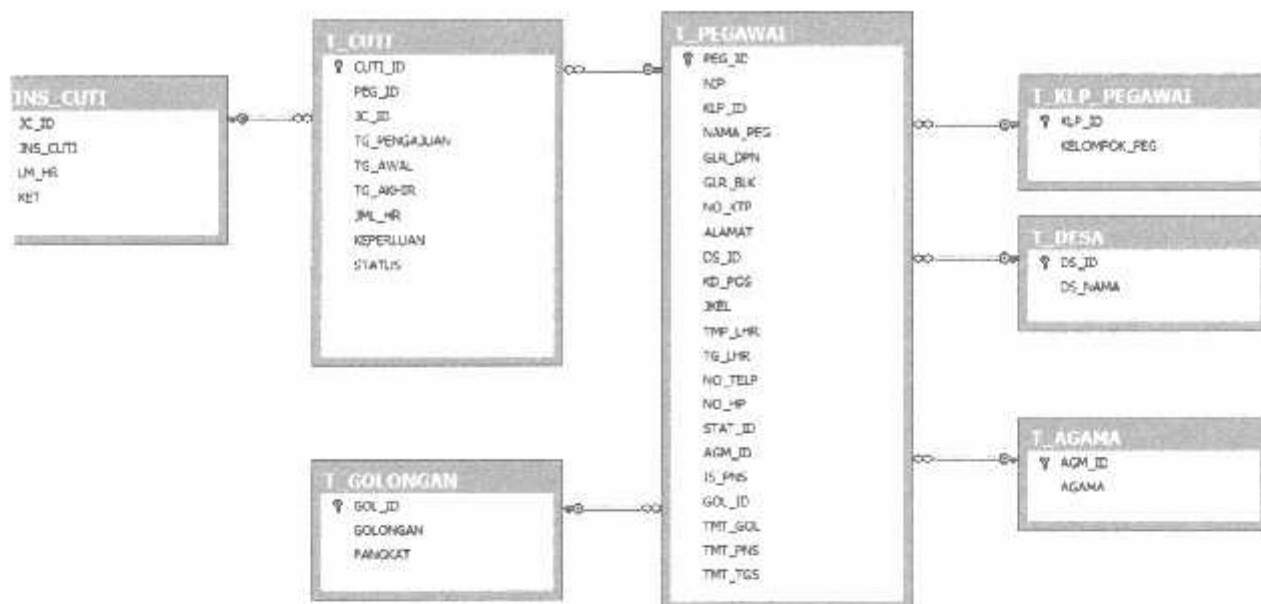 T_CUTI
CUTI_ID
PEG_ID
JC_ID
TG_PENGAJUAN
TG_AWAL
TG_AKHIR
JML_HR
KEPERLUAN
STATUS
JNS_CUTI
JC_ID
JNS_CUTI
LM_HR
KET
T_GOLONGAN
GOL_ID
GOLONGAN
PANGKAT
T_PEGAWAI
PEG_ID
NIP
KLP_ID
NAMA_PEG
GLR_DPN
GLR_BLK
NO_KTP
ALAMAT
DS_ID
KD_POS
JKEL
TMP_LHR
TG_LHR
NO_TELP
NO_HP
STAT_ID
AGM_ID
IS_PNS
GOL_ID
TMT_GOL
TMT_PNS
TMT_TGS
T_KLP_PEGAWAI
KLP_ID
KELOMPOK_PEG
T_DESA
DS_ID
DS_NAMA
T_AGAMA
AGM_ID
AGAMA